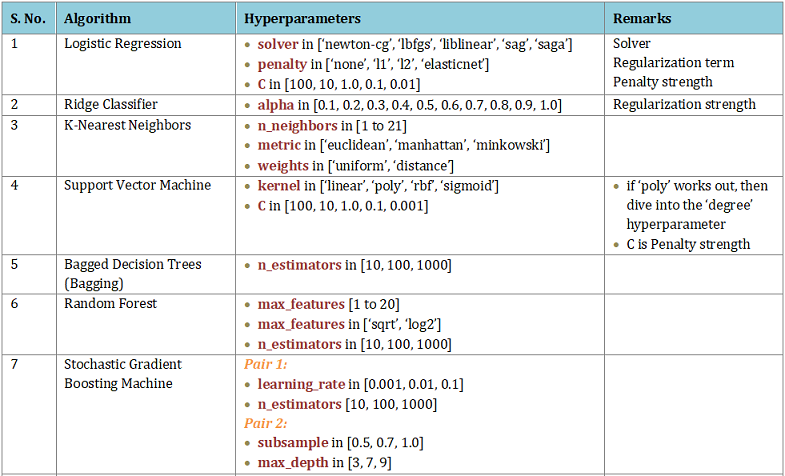 S. No. Algorithm Hyperparameters Remarks
1 Logistic Regression • solver in [‘newton-cg’, ‘lbfgs’, ‘liblinear’, ‘sag’, ‘saga’] Solver
• penalty in [‘none’, ‘l1’, ‘l2’, ‘elasticnet’] Regularization term
• C in [100, 10, 1.0, 0.1, 0.01] Penalty strength
2 Ridge Classifier • alpha in [0.1, 0.2, 0.3, 0.4, 0.5, 0.6, 0.7, 0.8, 0.9, 1.0] Regularization strength
3 K-Nearest Neighbors • n_neighbors in [1 to 21]
• metric in [‘euclidean’, ‘manhattan’, ‘minkowski’]
• weights in [‘uniform’, ‘distance’]
4 Support Vector Machine • kernel in [‘linear’, ‘poly’, ‘rbf’, ‘sigmoid’] • if ‘poly’ works out, then
• C in [100, 10, 1.0, 0.1, 0.001] dive into the ‘degree’
hyperparameter
• C is Penalty strength
5 Bagged Decision Trees • n_estimators in [10, 100, 1000]
(Bagging)
6 Random Forest • max_features [1 to 20]
• max_features in [‘sqrt’, ‘log2’]
• n_estimators in [10, 100, 1000]
7 Stochastic Gradient Pair 1:
Boosting Machine • learning_rate in [0.001, 0.01, 0.1]
• n_estimators [10, 100, 1000]
Pair 2:
• subsample in [0.5, 0.7, 1.0]
• max_depth in [3, 7, 9]